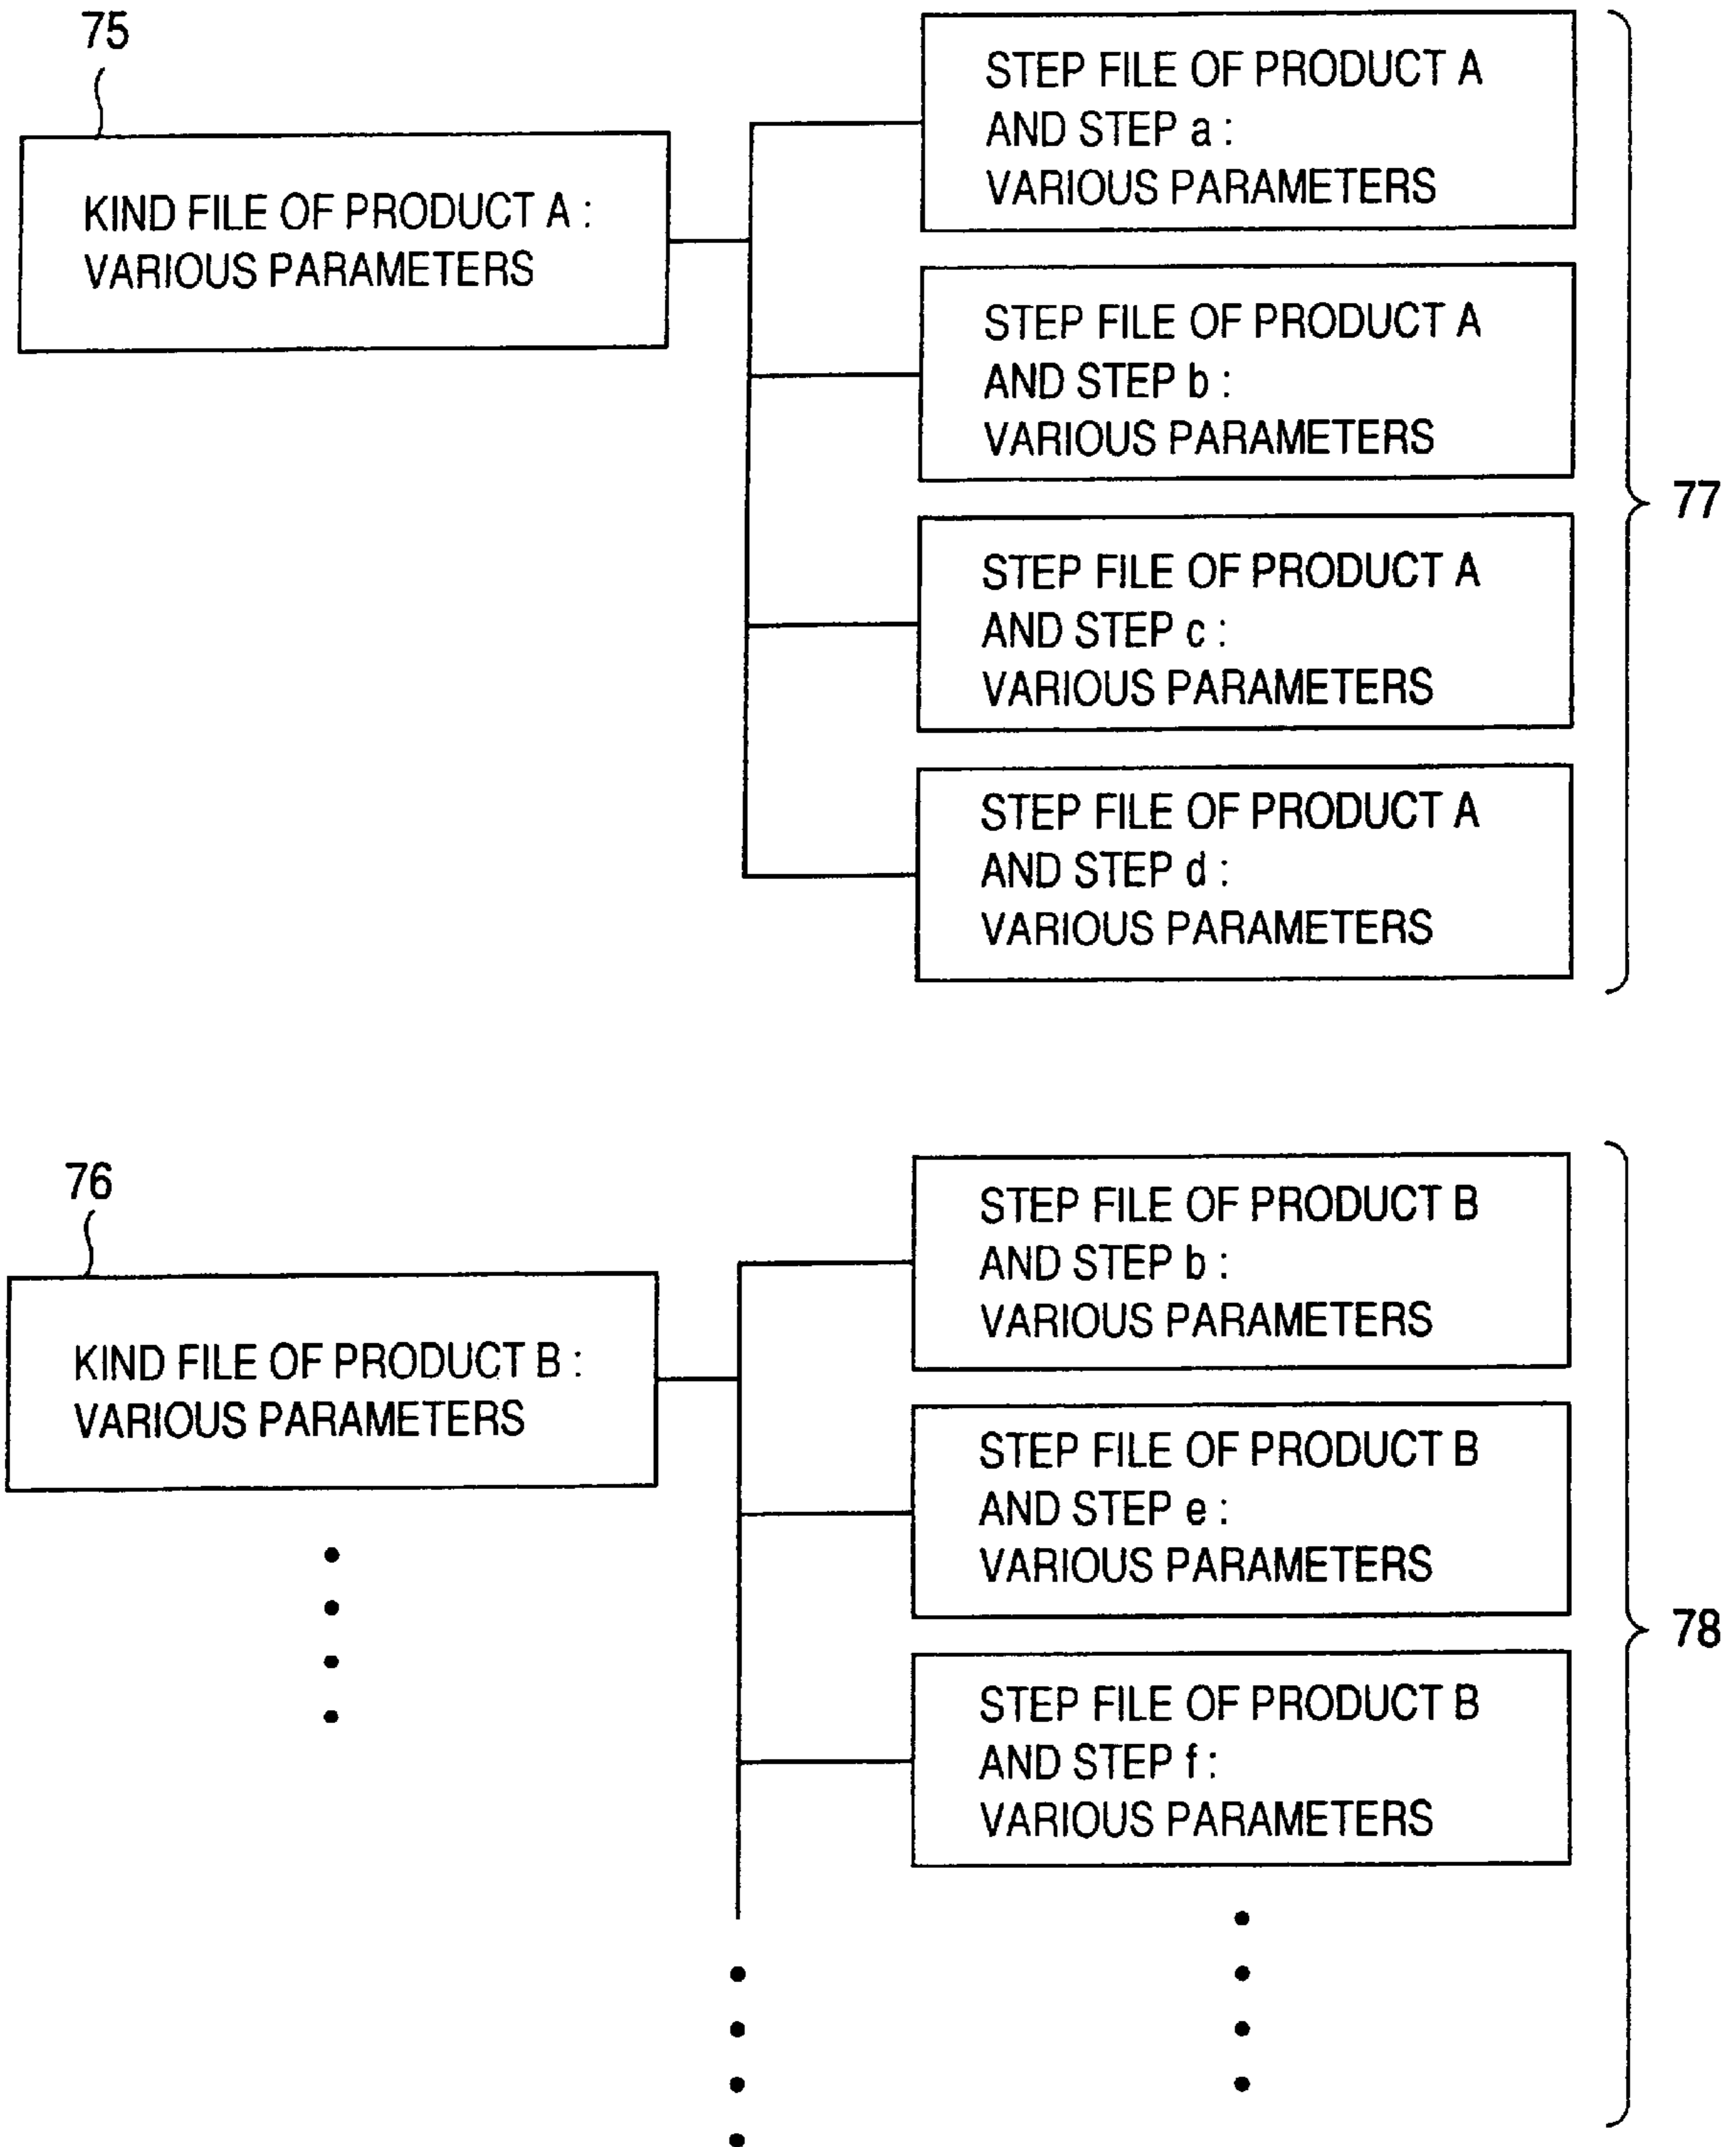 75
KIND FILE OF PRODUCT A :
VARIOUS PARAMETERS
STEP FILE OF PRODUCT A
AND STEP a :
VARIOUS PARAMETERS
STEP FILE OF PRODUCT A
AND STEP b :
VARIOUS PARAMETERS
STEP FILE OF PRODUCT A
AND STEP c :
VARIOUS PARAMETERS
STEP FILE OF PRODUCT A
AND STEP d :
VARIOUS PARAMETERS
77
76
KIND FILE OF PRODUCT B :
VARIOUS PARAMETERS
STEP FILE OF PRODUCT B
AND STEP b :
VARIOUS PARAMETERS
STEP FILE OF PRODUCT B
AND STEP e :
VARIOUS PARAMETERS
STEP FILE OF PRODUCT B
AND STEP f :
VARIOUS PARAMETERS
78